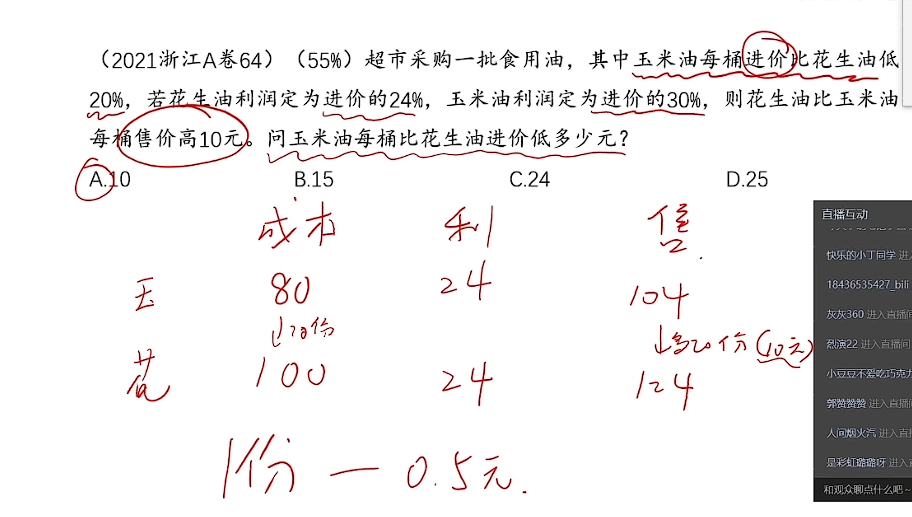 （2021浙江A卷64）（55%）超市采购一批食用油，其中玉米油每桶进价比花生油低
20%，若花生油利润定为进价的24%，玉米油利润定为进价的30%，则花生油比玉米油
每桶售价高10元。问玉米油每桶比花生油进价低多少元？
A.10 B.15 C.24 D.25
成本 利 售
玉 80 24 104
20份 高20份(10元)
花 100 24 124
1份 — 0.5元.
直播互动
快乐的小丁同学 进入
18436535427_bili
灰灰360 进入直播间
烈演22 进入直播间
小豆豆不爱吃巧克力
郭赞赞赞 进入直播间
人间烟火汽 进入直播
是彩虹璐璐呀 进入直
和观众聊点什么吧~